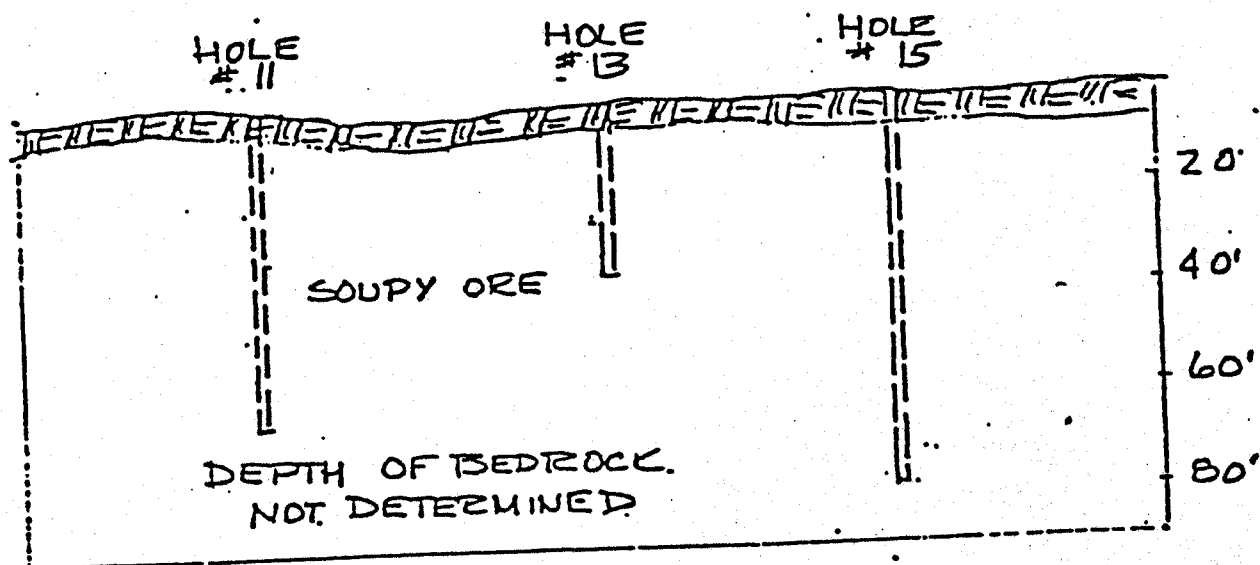 HOLE
# 11
HOLE
# 13
HOLE
# 15
20'
SOUPY ORE
40'
60'
DEPTH OF BEDROCK.
NOT. DETERMINED.
80'